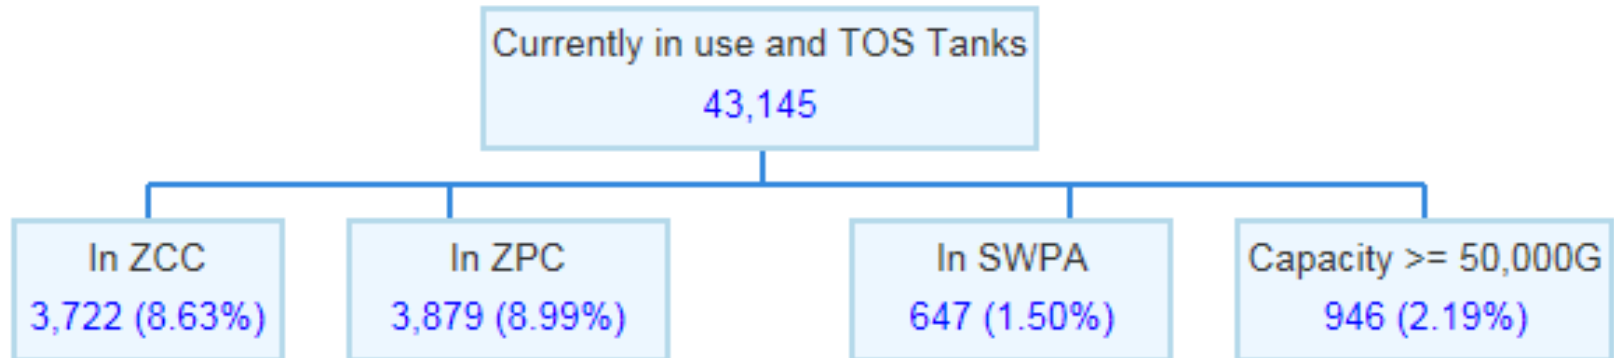 Currently in use and TOS Tanks
43,145
In ZCC
3,722 (8.63%)
In ZPC
3,879 (8.99%)
In SWPA
647 (1.50%)
Capacity >= 50,000G
946 (2.19%)